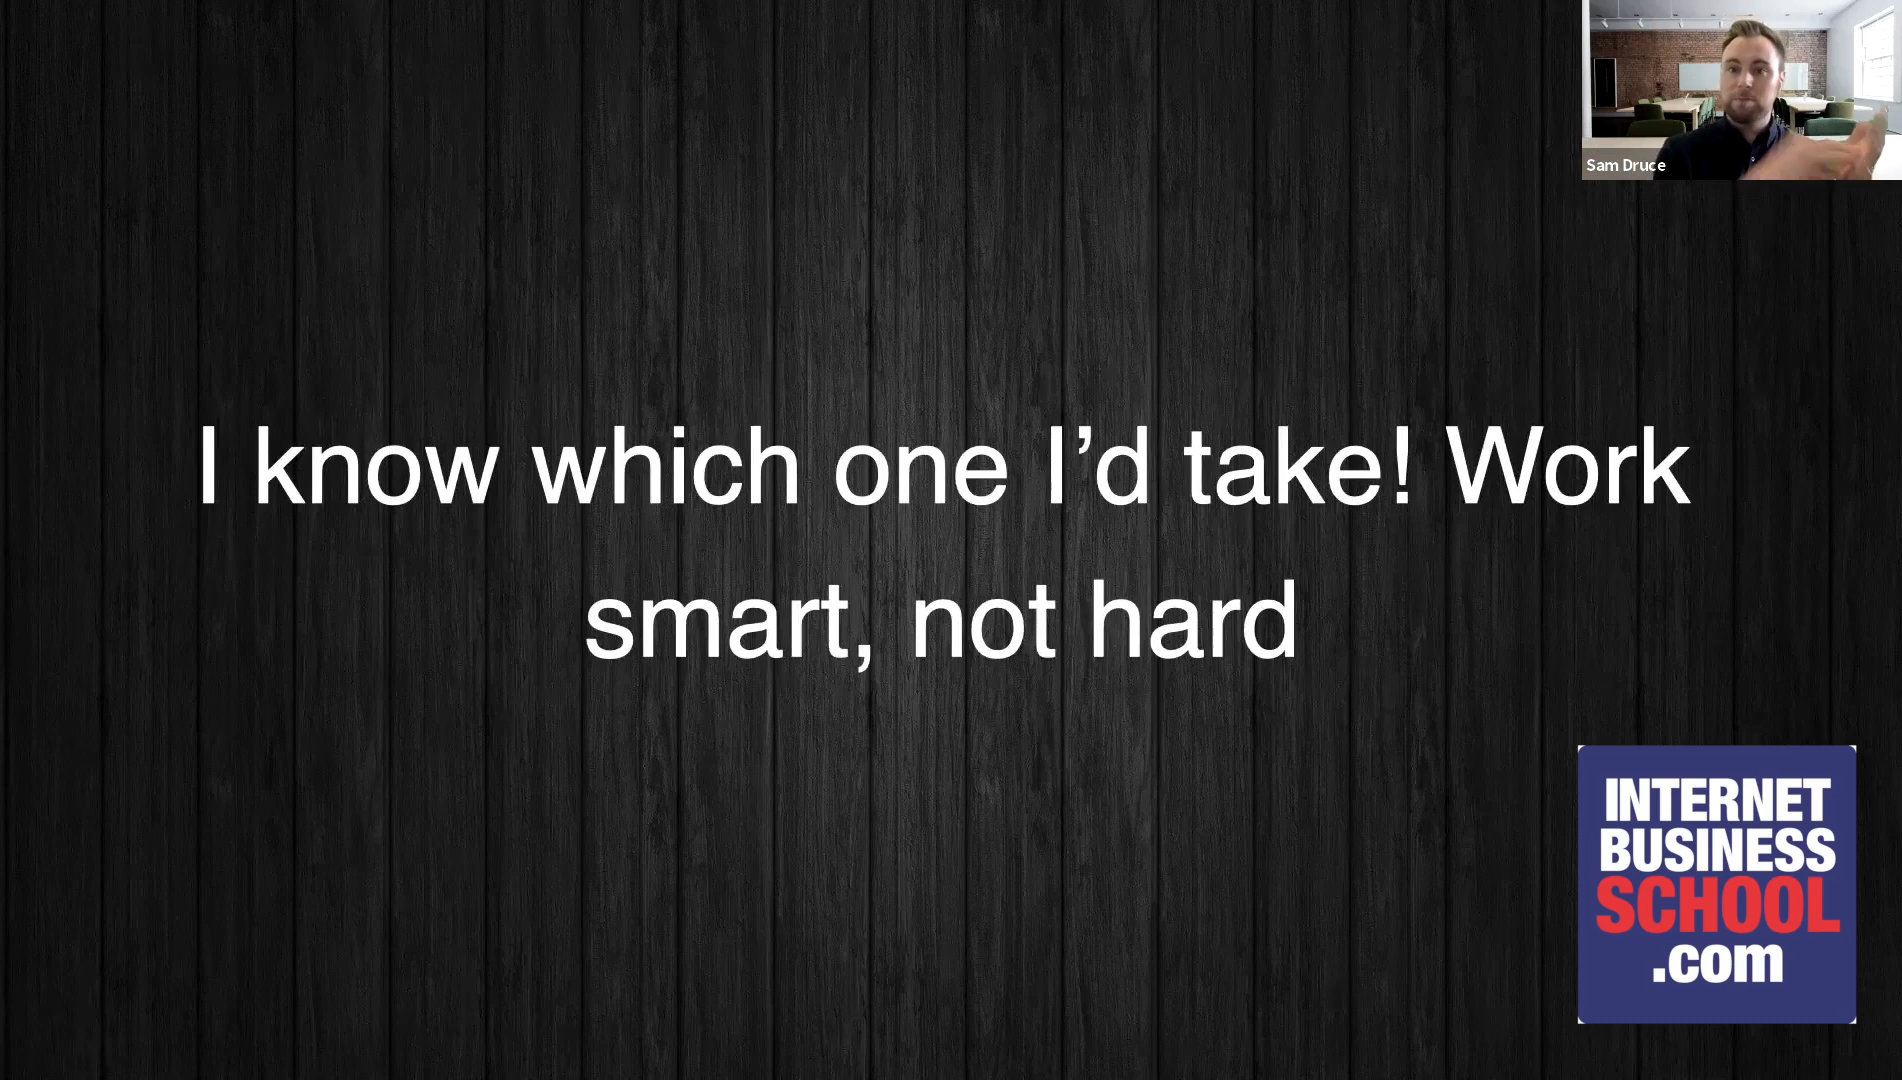 Sam Druce
I know which one I’d take! Work
smart, not hard
INTERNET
BUSINESS
SCHOOL
.com